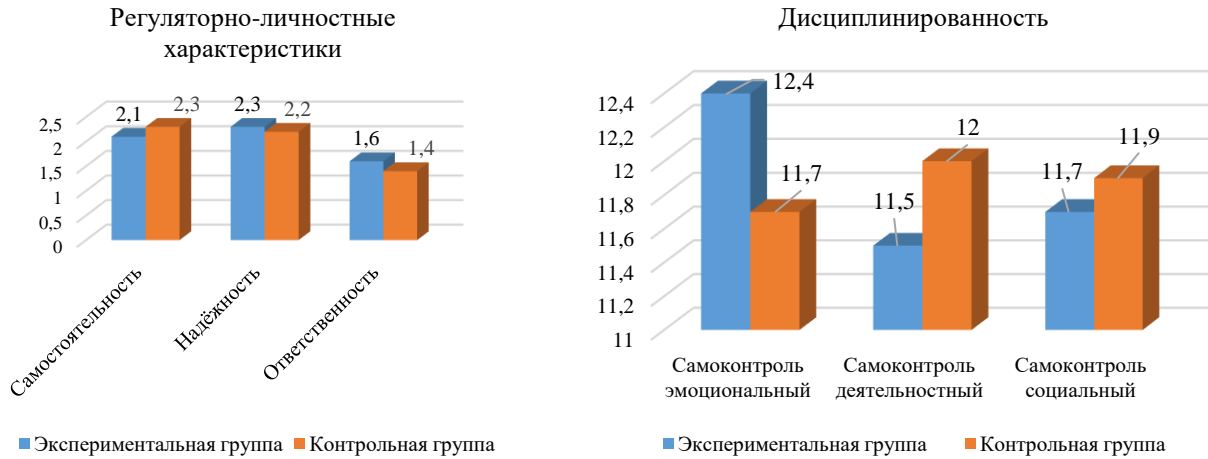 Регуляторно-личностные
характеристики
2,5
2
1,5
1
0,5
0
2,1
2,3
2,3
2,2
1,6
1,4
Самостоятельность
Надёжность
Ответственность
Экспериментальная группа
Контрольная группа
Дисциплинированность
12,4
12,2
12
11,8
11,6
11,4
11,2
11
12,4
11,7
11,5
12
11,7
11,9
Самоконтроль
эмоциональный
Самоконтроль
деятельностный
Самоконтроль
социальный
Экспериментальная группа
Контрольная группа